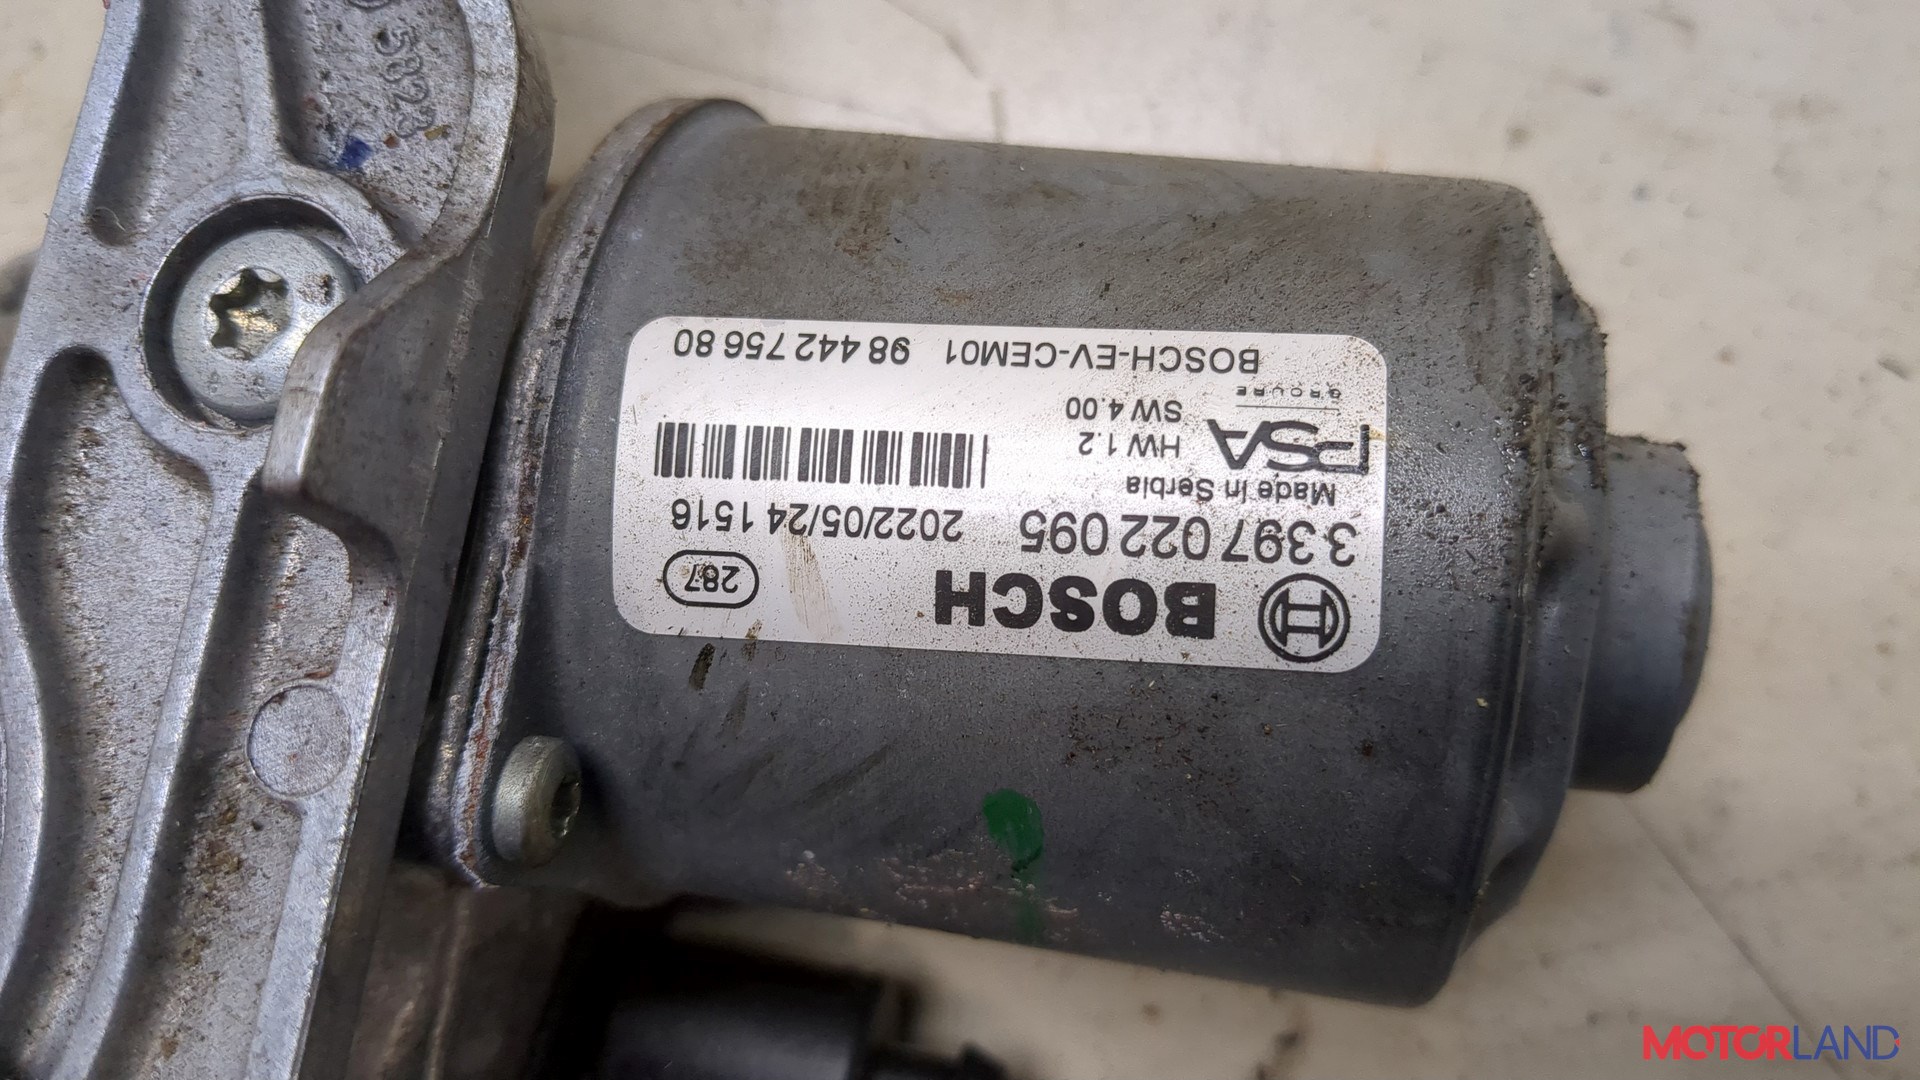 BOSCH
287
3 397 022 095
2022/05/24 1516
Made in Serbia
PSA
GROUPE
HW 1.2
SW 4.00
BOSCH-EV-CEM01 98 442 756 80
5823
MOTORLAND